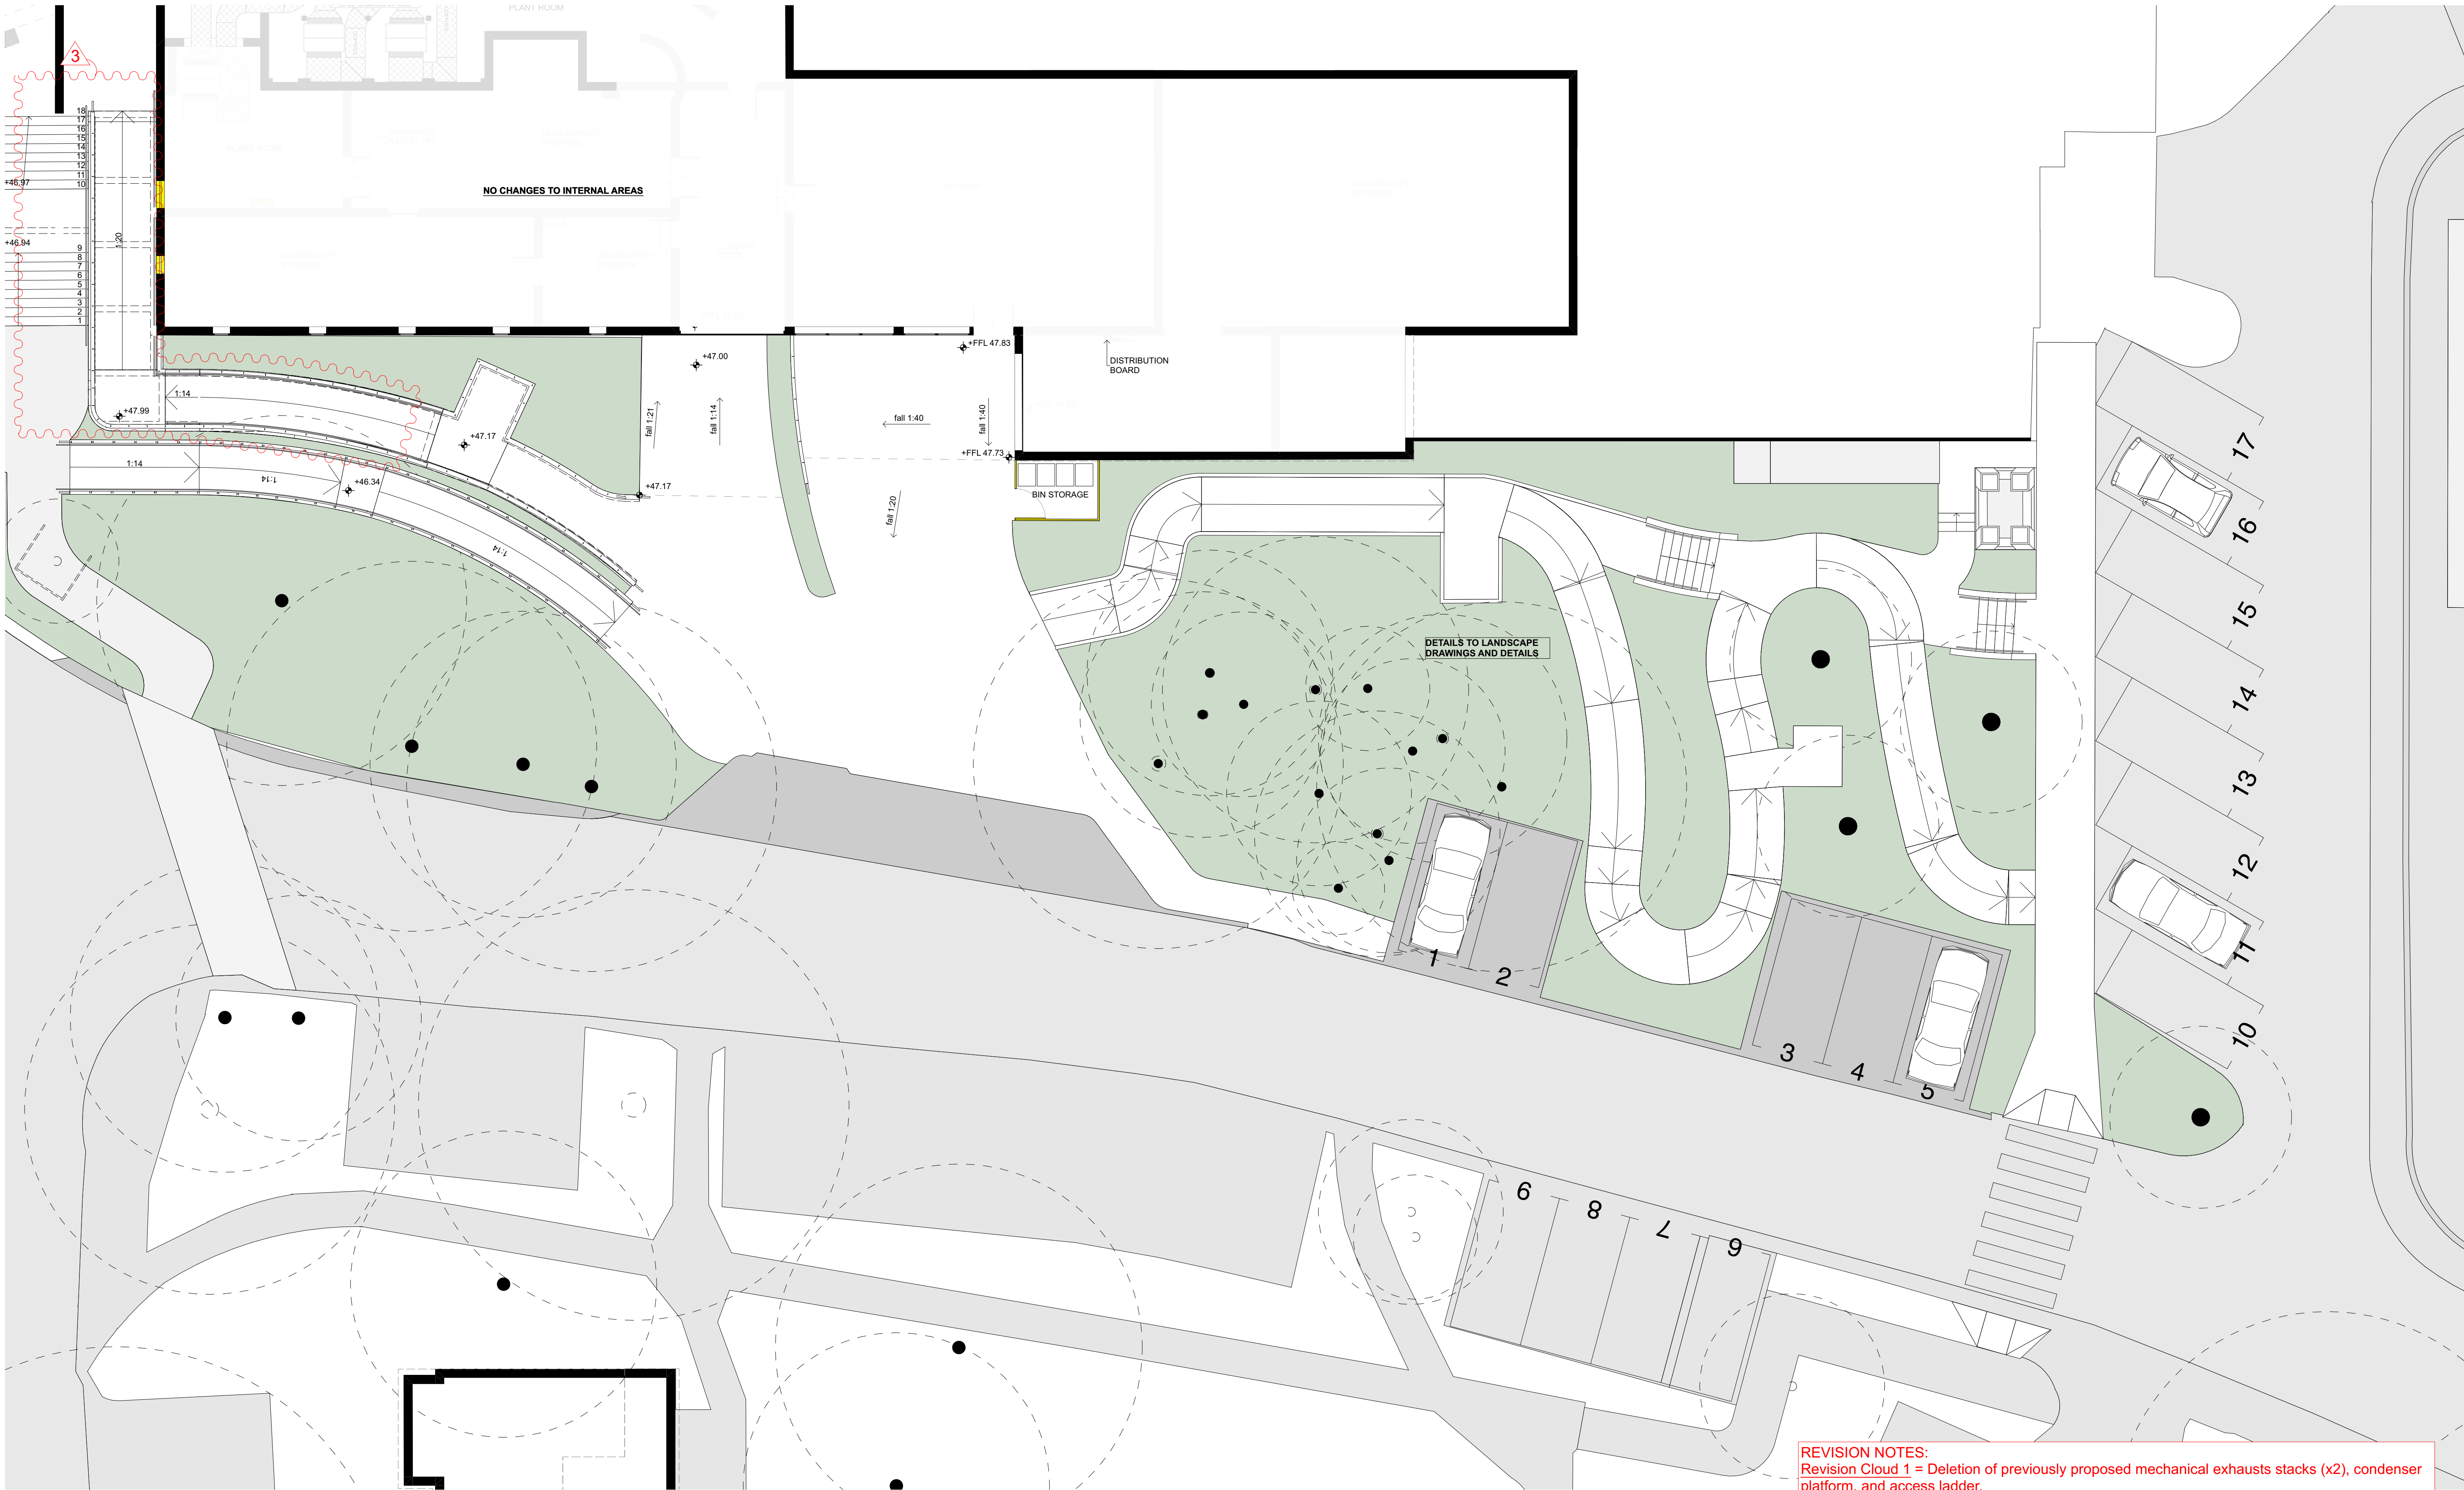 PLANT ROOM
3
18
17
16
15
14
13
12
11
10
+46.97
NO CHANGES TO INTERNAL AREAS
1:20
+46.94
9
8
7
6
5
4
3
2
1
+FFL 47.83
+47.00
DISTRIBUTION
BOARD
1:14
+47.99
fall 1:21
fall 1:14
fall 1:40
fall 1:40
+47.17
+FFL 47.73
1:14
1:14
+46.34
+47.17
BIN STORAGE
fall 1:20
1:14
DETAILS TO LANDSCAPE
DRAWINGS AND DETAILS
17
16
15
14
13
12
11
10
1
2
3
4
5
9
8
7
6
REVISION NOTES:
Revision Cloud 1 = Deletion of previously proposed mechanical exhausts stacks (x2), condenser
platform, and access ladder.